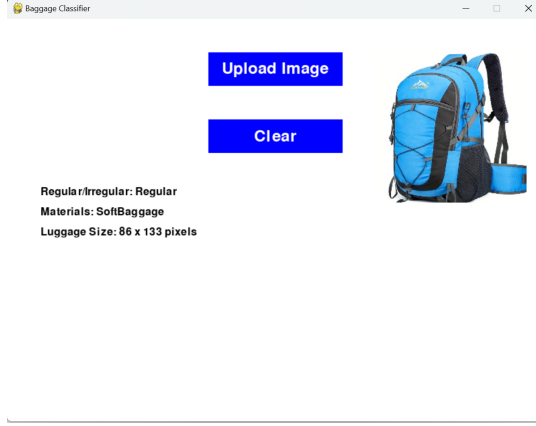 Baggage Classifier
Upload Image
Clear
Regular/Irregular: Regular
Materials: SoftBaggage
Luggage Size: 86 x 133 pixels